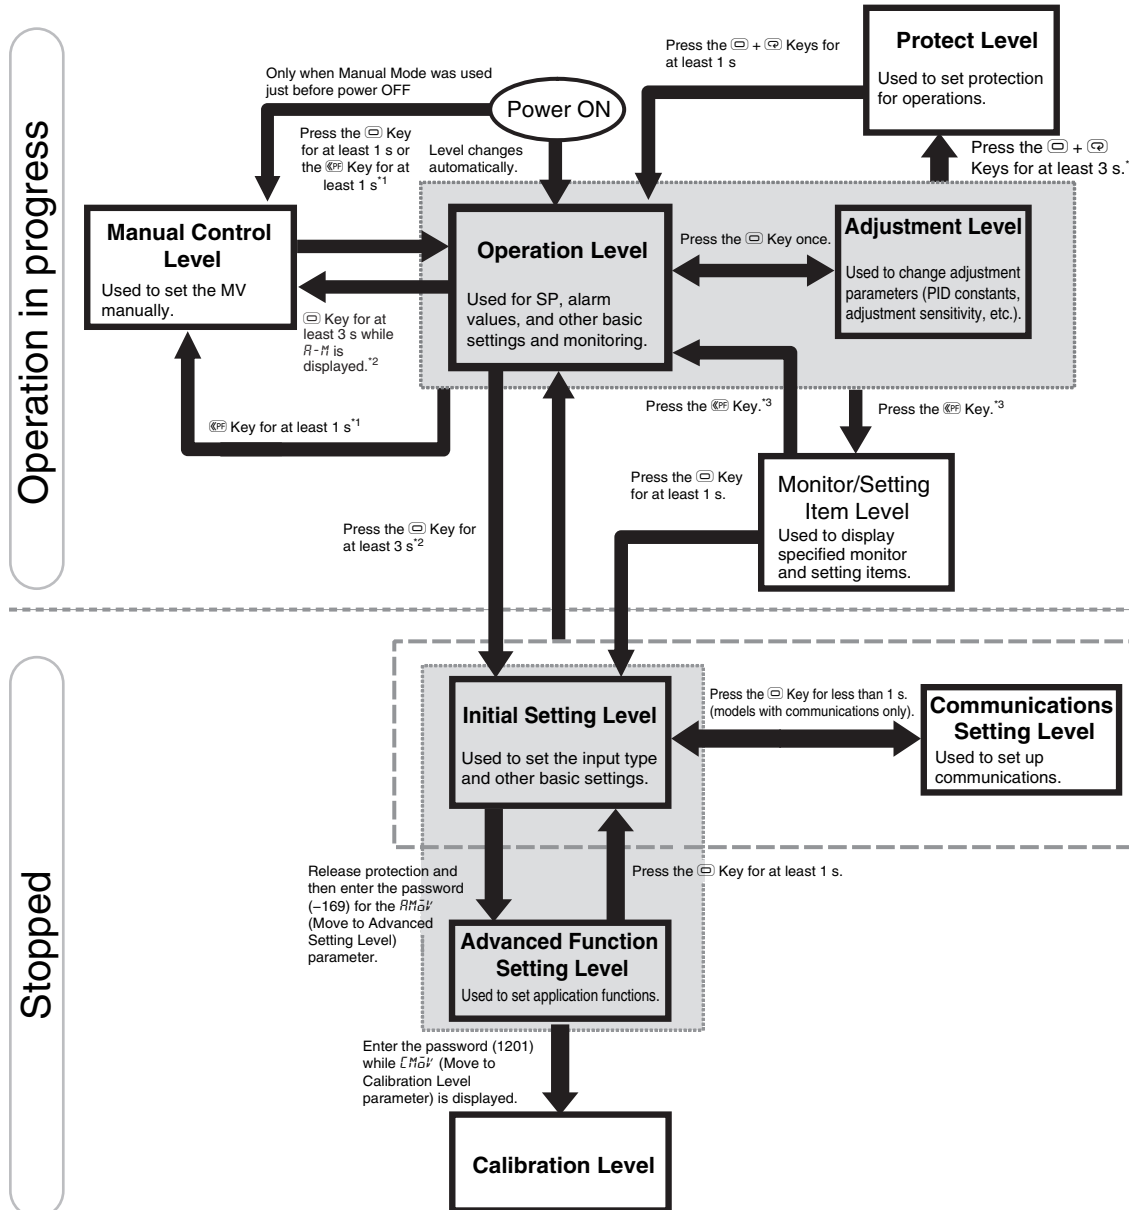 Operation in progress
Stopped
Protect Level
Used to set protection
for operations.
Press the + Keys for
at least 1 s
Press the +
Keys for at least 3 s.*
Only when Manual Mode was used
just before power OFF
Power ON
Press the Key
for at least 1 s or
the PF Key for at
least 1 s*1
Level changes
automatically.
Manual Control
Level
Used to set the MV
manually.
Operation Level
Used for SP, alarm
values, and other basic
settings and monitoring.
Press the Key once.
Adjustment Level
Used to change adjustment
parameters (PID constants,
adjustment sensitivity, etc.).
Key for at
least 3 s while
A-M is
displayed.*2
PF Key for at least 1 s*1
Press the PF Key.*3
Press the PF Key.*3
Press the Key
for at least 1 s.
Monitor/Setting
Item Level
Used to display
specified monitor
and setting items.
Press the Key for
at least 3 s*2
Initial Setting Level
Used to set the input type
and other basic settings.
Press the Key for less than 1 s.
(models with communications only).
Communications
Setting Level
Used to set up
communications.
Release protection and
then enter the password
(−169) for the AMoV
(Move to Advanced
Setting Level)
parameter.
Press the Key for at least 1 s.
Advanced Function
Setting Level
Used to set application functions.
Enter the password (1201)
while CMoV (Move to
Calibration Level
parameter) is displayed.
Calibration Level